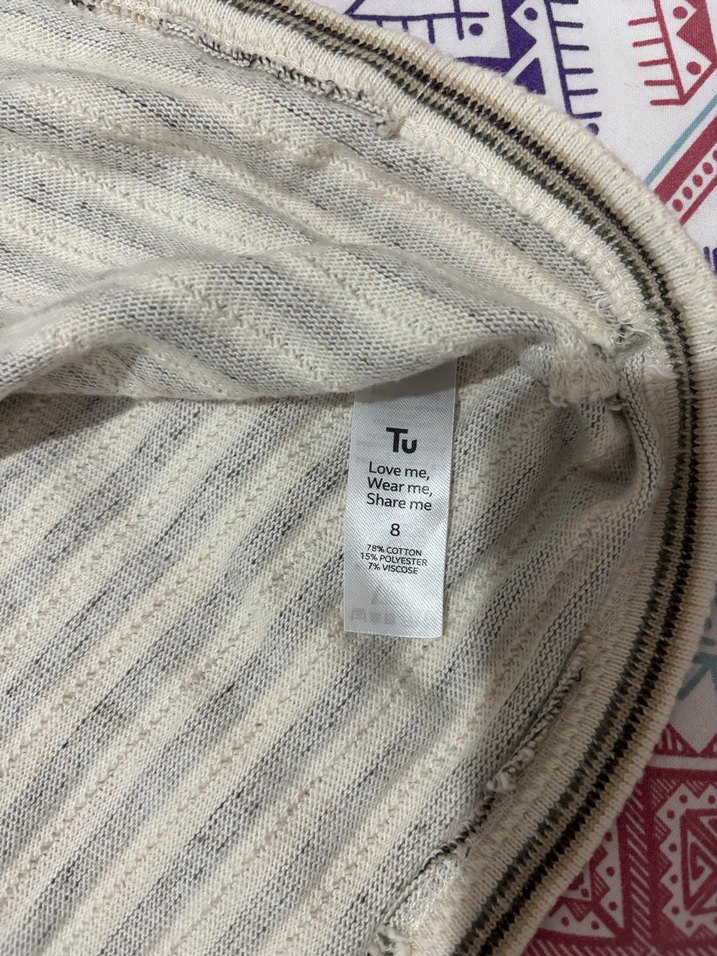 Tu
Love me,
Wear me,
Share me
8
78% COTTON
15% POLYESTER
7% VISCOSE